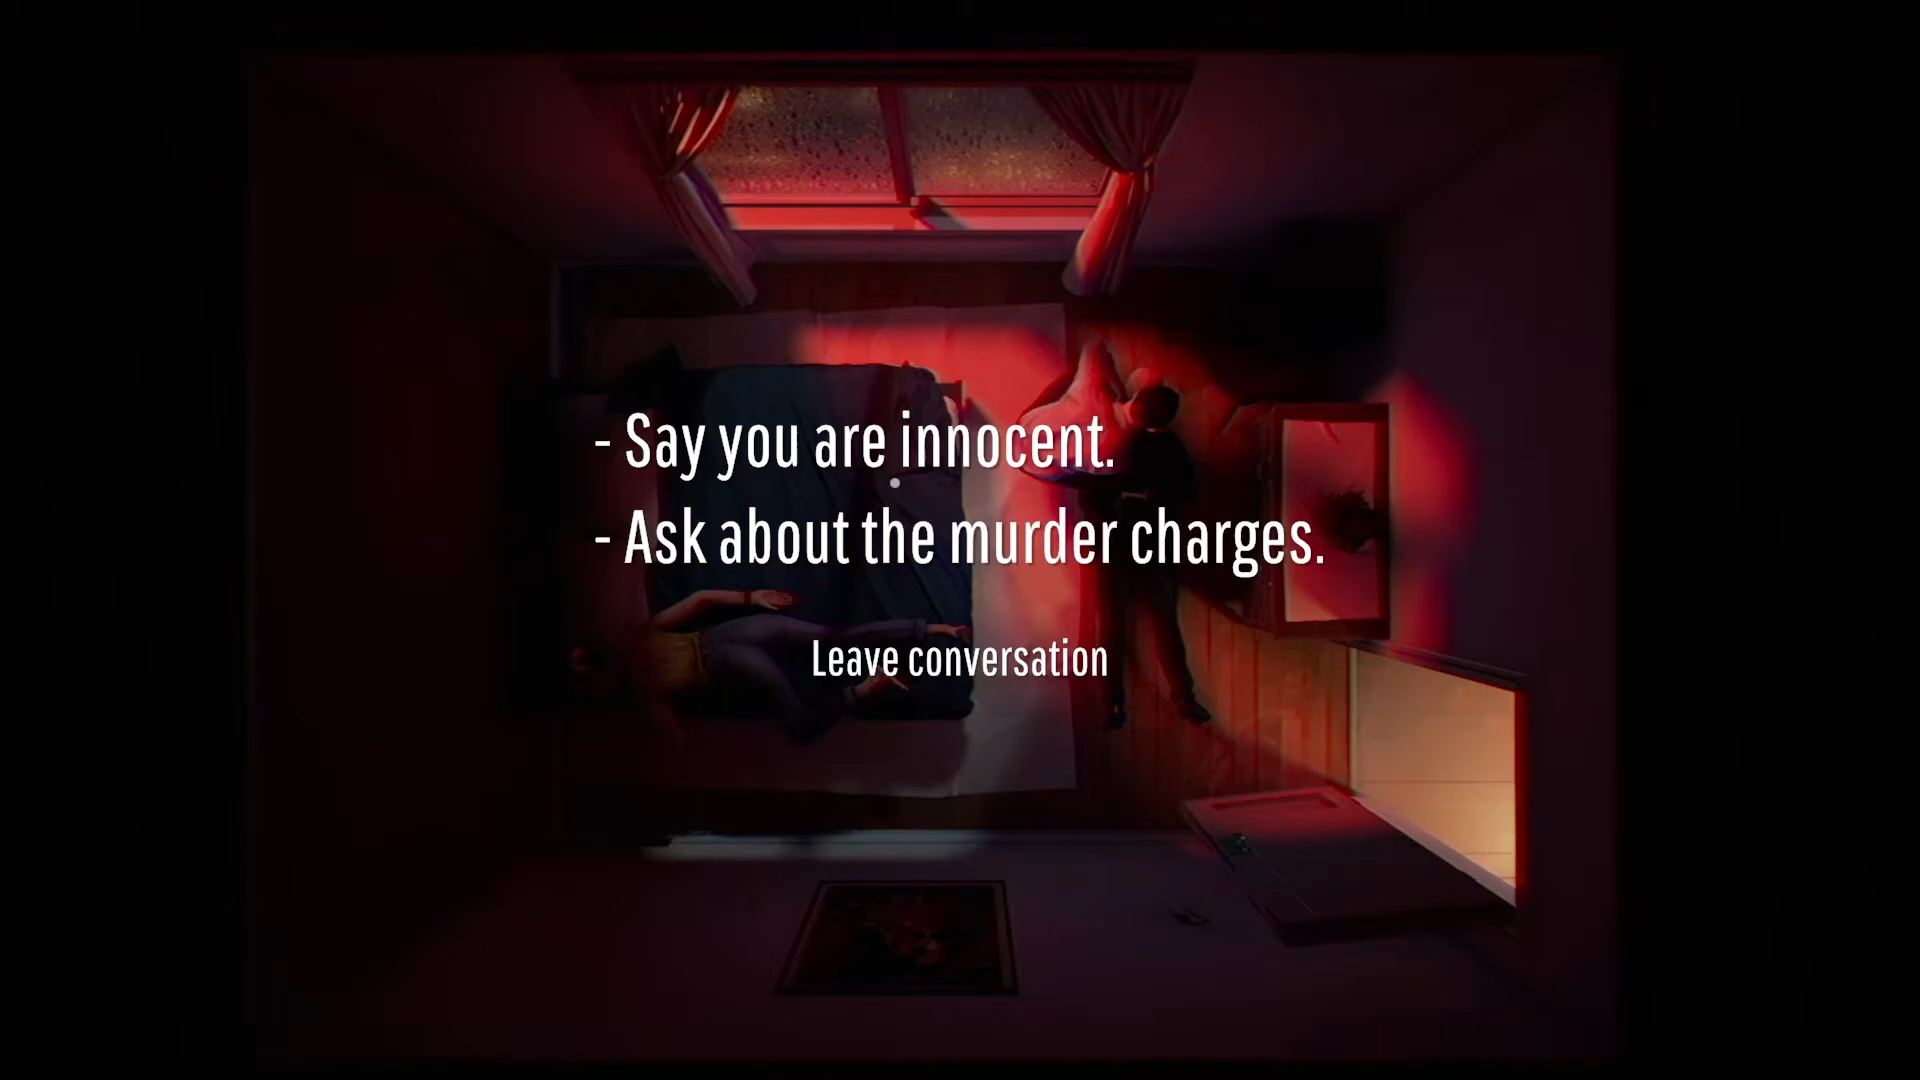 - Say you are innocent.
- Ask about the murder charges.
Leave conversation